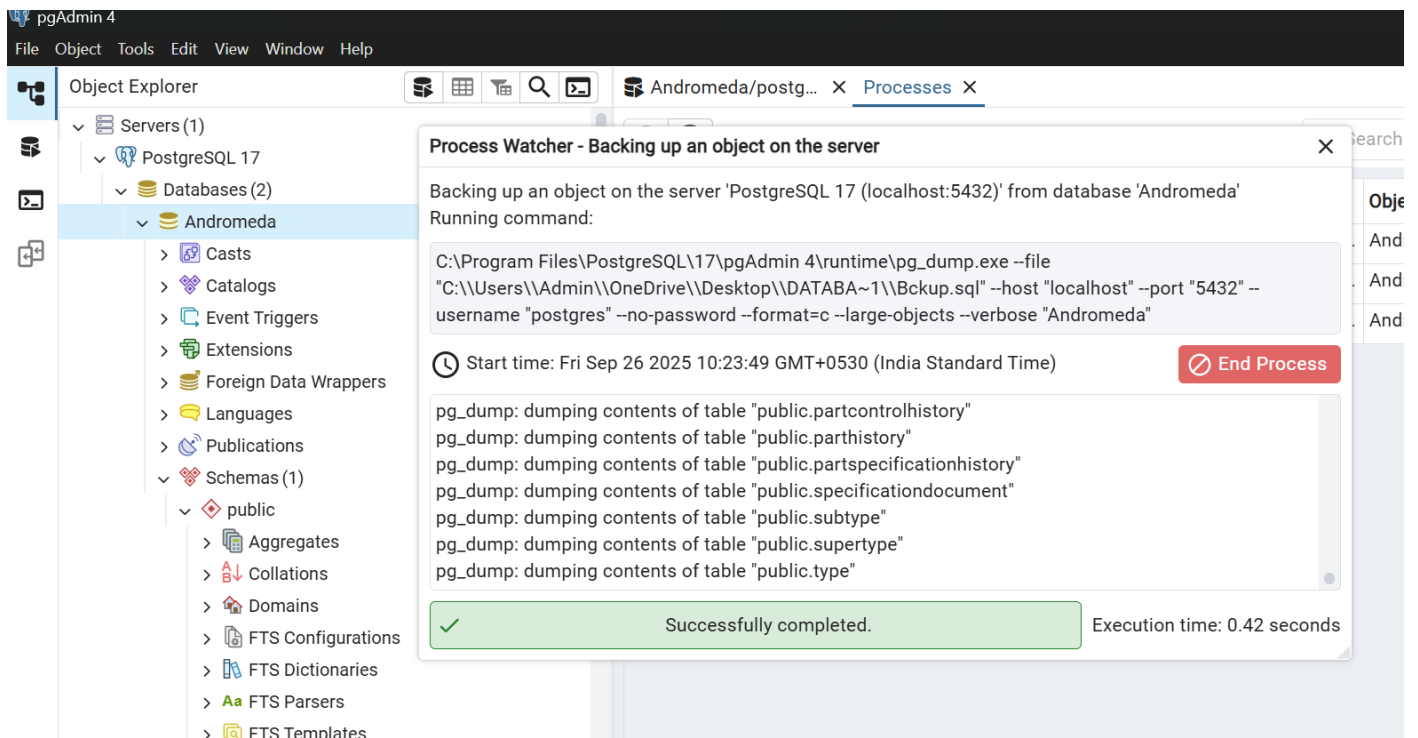 pgAdmin 4
File Object Tools Edit View Window Help
Object Explorer
Andromeda/postg...
Processes
Servers (1)
PostgreSQL 17
Databases (2)
Andromeda
Casts
Catalogs
Event Triggers
Extensions
Foreign Data Wrappers
Languages
Publications
Schemas (1)
public
Aggregates
Collations
Domains
FTS Configurations
FTS Dictionaries
Aa FTS Parsers
FTS Templates
Process Watcher - Backing up an object on the server
Backing up an object on the server 'PostgreSQL 17 (localhost:5432)' from database 'Andromeda'
Running command:
C:\Program Files\PostgreSQL\17\pgAdmin 4\runtime\pg_dump.exe --file
"C:\\Users\\Admin\\OneDrive\\Desktop\\DATABA~1\\Bckup.sql" --host "localhost" --port "5432" --
username "postgres" --no-password --format=c --large-objects --verbose "Andromeda"
Start time: Fri Sep 26 2025 10:23:49 GMT+0530 (India Standard Time)
End Process
pg_dump: dumping contents of table "public.partcontrolhistory"
pg_dump: dumping contents of table "public.parthistory"
pg_dump: dumping contents of table "public.partspecificationhistory"
pg_dump: dumping contents of table "public.specificationdocument"
pg_dump: dumping contents of table "public.subtype"
pg_dump: dumping contents of table "public.supertype"
pg_dump: dumping contents of table "public.type"
Successfully completed.
Execution time: 0.42 seconds
Search
Obje
And
And
And